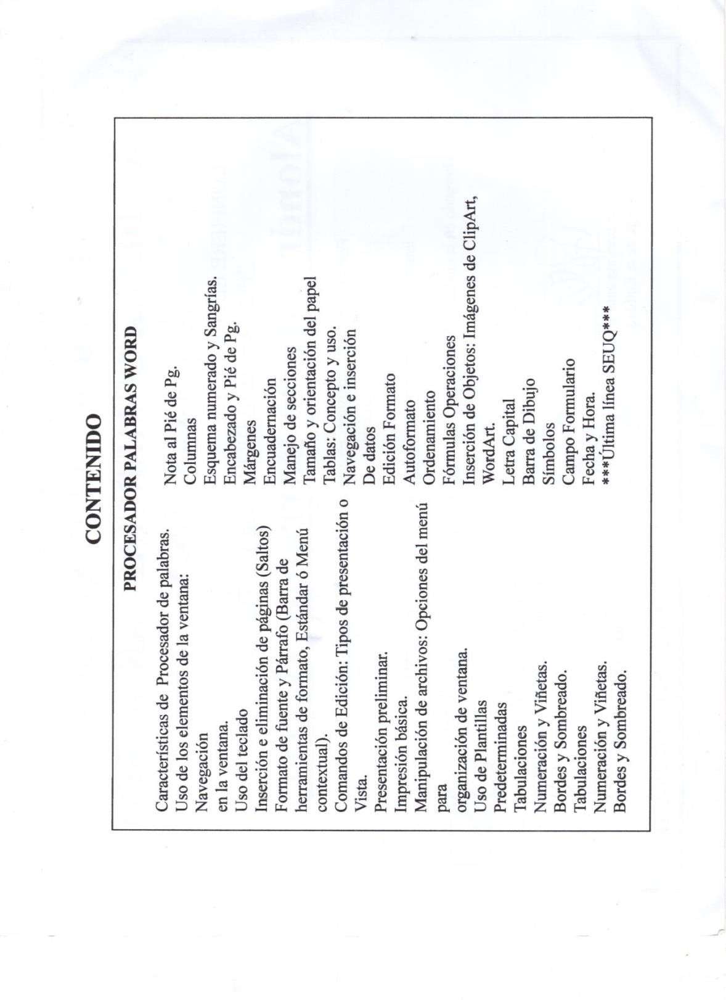 CONTENIDO
PROCESADOR PALABRAS WORD
Características de Procesador de palabras.
Uso de los elementos de la ventana:
Navegación
en la ventana.
Uso del teclado
Inserción e eliminación de páginas (Saltos)
Formato de fuente y Párrafo (Barra de
herramientas de formato, Estándar ó Menú
contextual).
Comandos de Edición: Tipos de presentación o
Vista.
Presentación preliminar.
Impresión básica.
Manipulación de archivos: Opciones del menú
para
organización de ventana.
Uso de Plantillas
Predeterminadas
Tabulaciones
Numeración y Viñetas.
Bordes y Sombreado.
Tabulaciones
Numeración y Viñetas.
Bordes y Sombreado.
Nota al Pié de Pg.
Columnas
Esquema numerado y Sangrías.
Encabezado y Pié de Pg.
Márgenes
Encuadernación
Manejo de secciones
Tamaño y orientación del papel
Tablas: Concepto y uso.
Navegación e inserción
De datos
Edición Formato
Autoformato
Ordenamiento
Fórmulas Operaciones
Inserción de Objetos: Imágenes de ClipArt,
WordArt.
Letra Capital
Barra de Dibujo
Símbolos
Campo Formulario
Fecha y Hora.
***Última línea SEUQ***